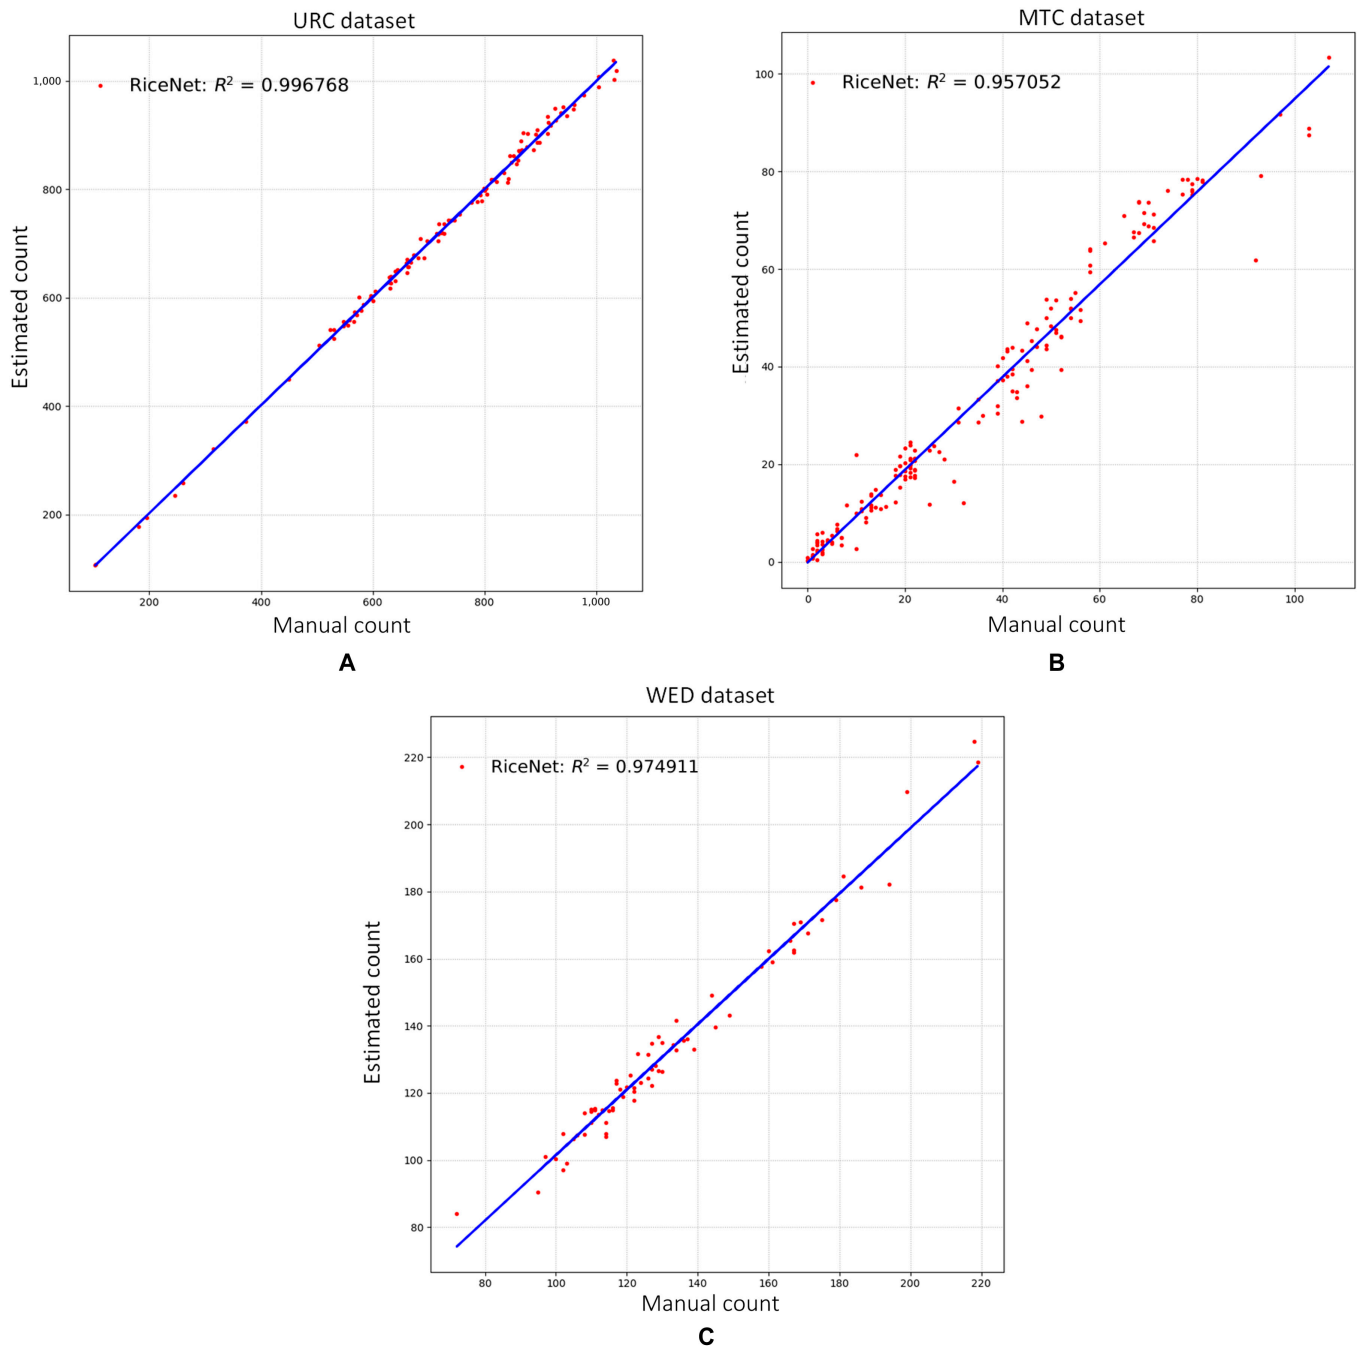 URC dataset
RiceNet: R² = 0.996768
1,000
800
600
400
200
Estimated count
200 400 600 800 1,000
Manual count
A
MTC dataset
RiceNet: R² = 0.957052
100
80
60
40
20
0
Estimated count
0 20 40 60 80 100
Manual count
B
WED dataset
RiceNet: R² = 0.974911
220
200
180
160
140
120
100
80
Estimated count
80 100 120 140 160 180 200 220
Manual count
C